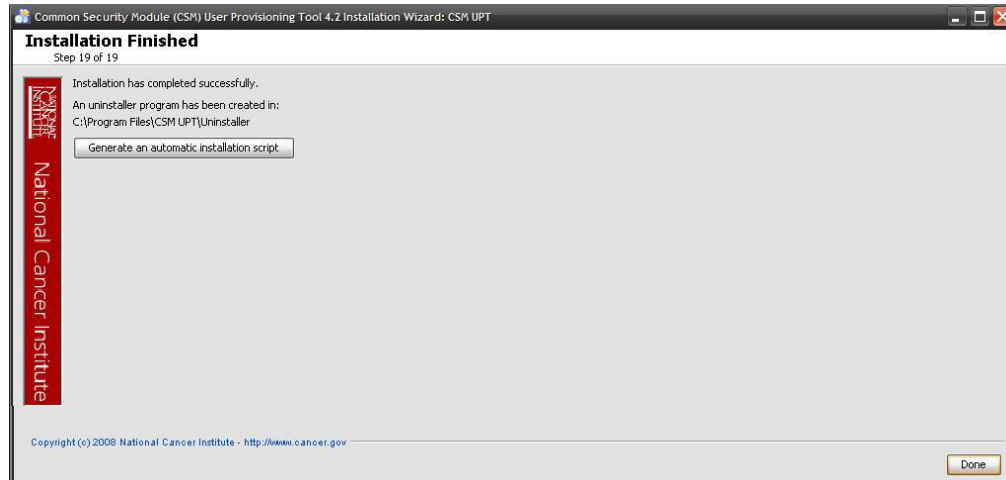 Common Security Module (CSM) User Provisioning Tool 4.2 Installation Wizard: CSM UPT
Installation Finished
Step 19 of 19
Installation has completed successfully.
An uninstaller program has been created in:
C:\Program Files\CSM UPT\Uninstaller
Generate an automatic installation script
NATIONAL
CANCER
INSTITUTE
National Cancer Institute
Copyright (c) 2008 National Cancer Institute - http://www.cancer.gov
Done